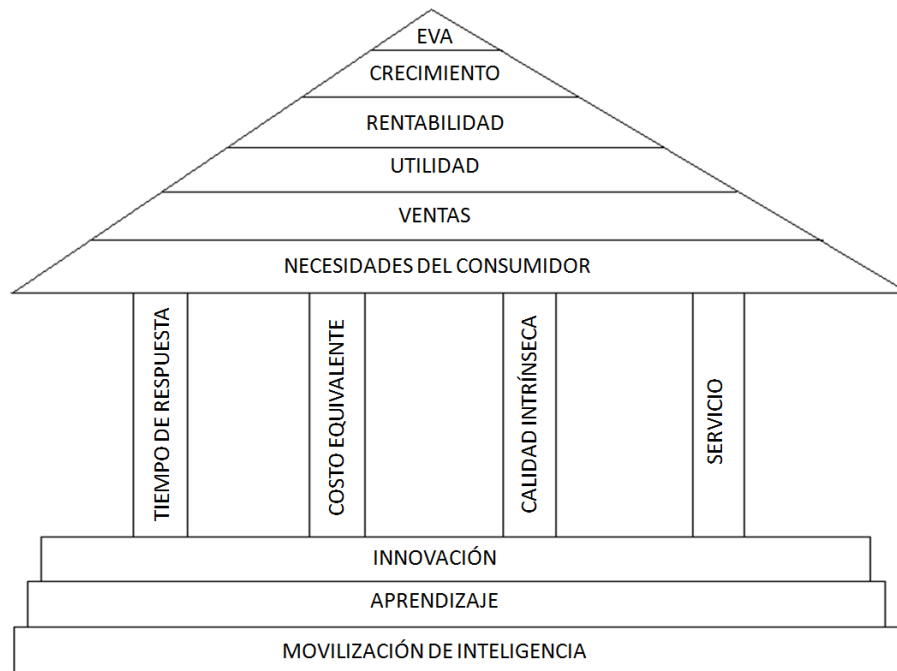 EVA
CRECIMIENTO
RENTABILIDAD
UTILIDAD
VENTAS
NECESIDADES DEL CONSUMIDOR
TIEMPO DE RESPUESTA
COSTO EQUIVALENTE
CALIDAD INTRÍNSECA
SERVICIO
INNOVACIÓN
APRENDIZAJE
MOVILIZACIÓN DE INTELIGENCIA